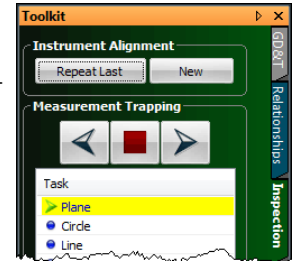 Toolkit
Instrument Alignment
Repeat Last
New
Measurement Trapping
Task
Plane
Circle
Line
GD&T
Relationships
Inspection